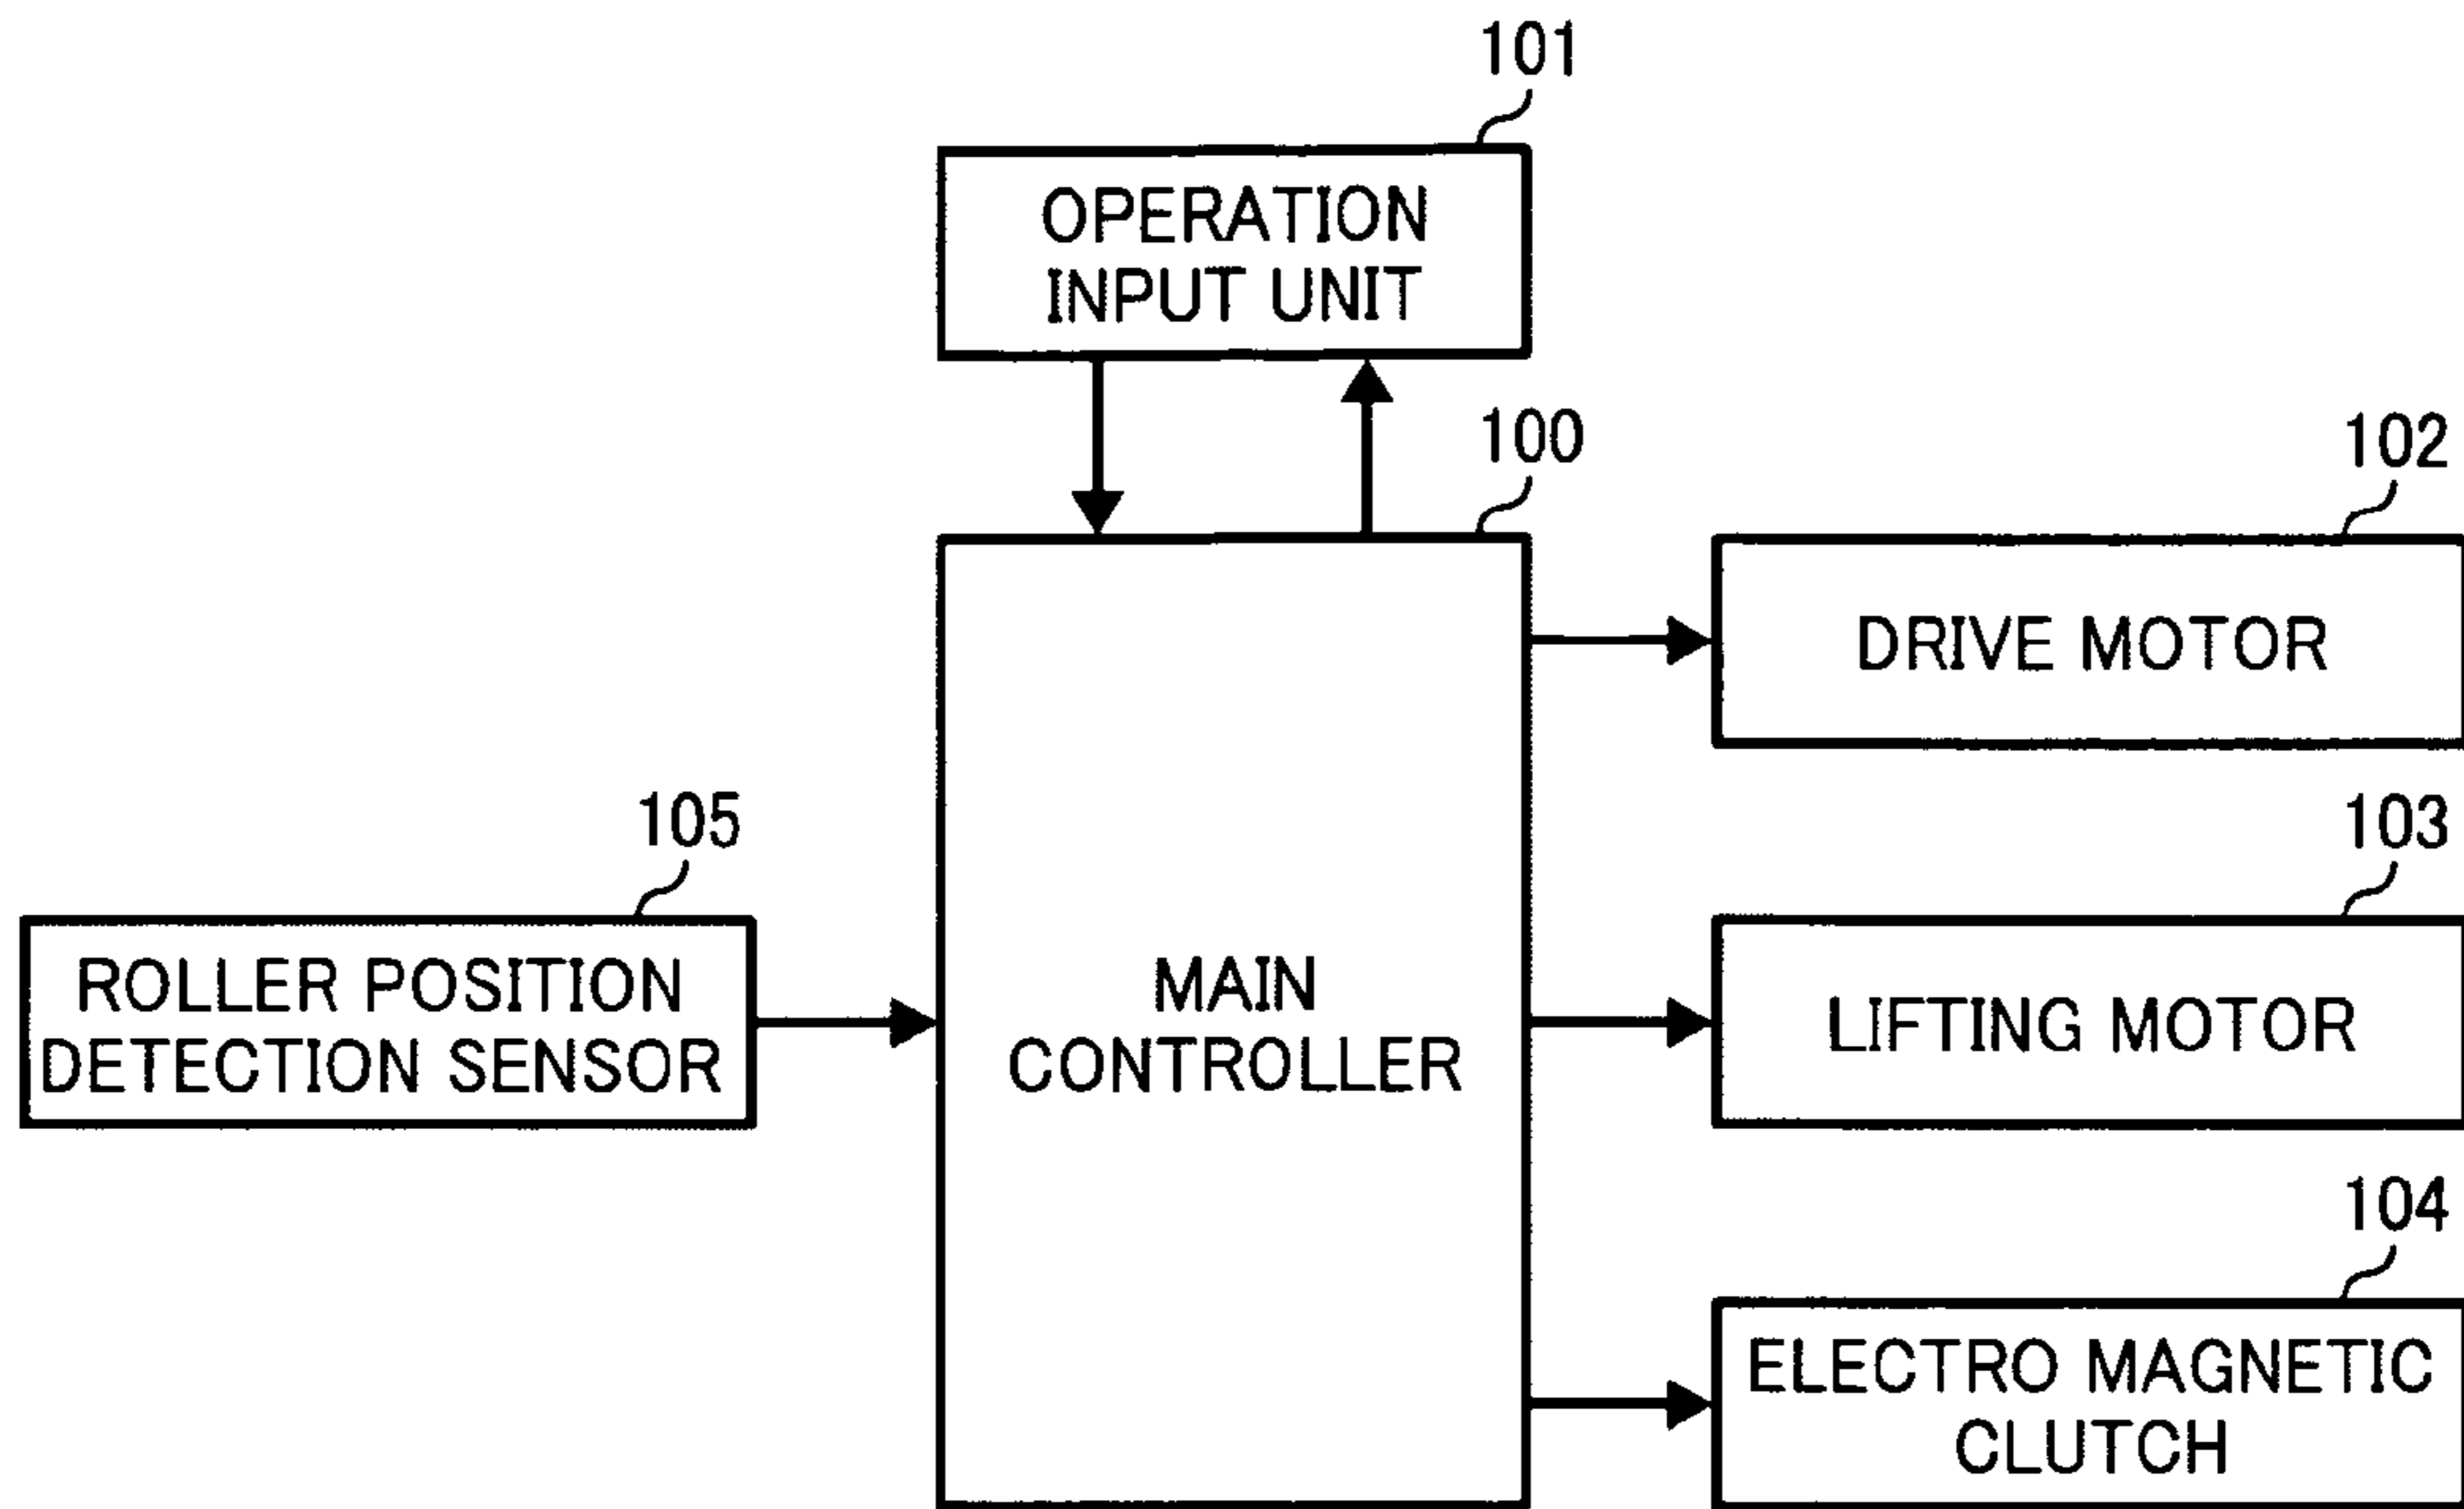 101
OPERATION
INPUT UNIT
100
102
DRIVE MOTOR
105
103
ROLLER POSITION
DETECTION SENSOR
MAIN
CONTROLLER
LIFTING MOTOR
104
ELECTRO MAGNETIC
CLUTCH